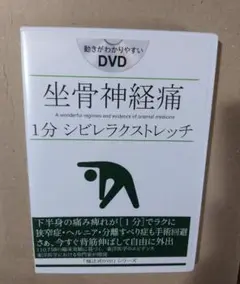 動きがわかりやすい
DVD
坐骨神経痛
A wonderful vigorous and evidence of oriental medicine
1分 シビレラクストレッチ
下半身の痛み痺れが[1分]でラクに
狭窄症・ヘルニア・分離すべり症も手術回避
さぁ、今すぐ背筋伸ばして自由に外出